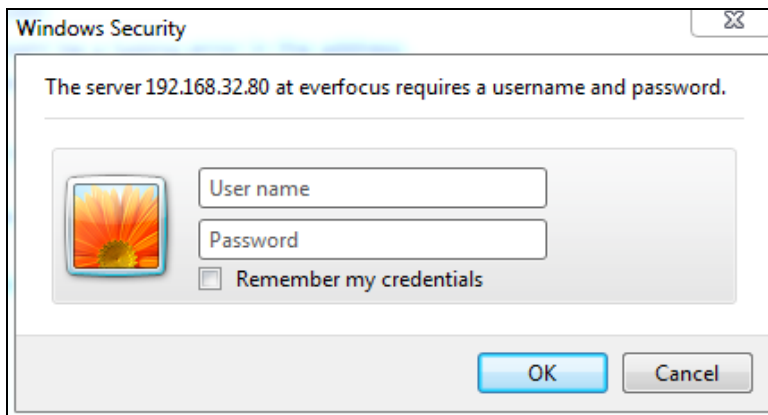 Windows Security
The server 192.168.32.80 at everfocus requires a username and password.
User name
Password
Remember my credentials
OK
Cancel